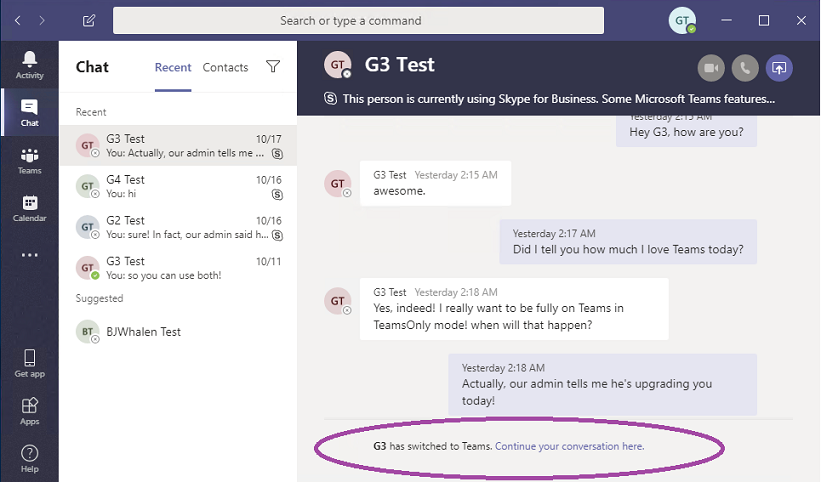 Search or type a command
GT
Activity
Chat
Teams
Calendar
Get app
Apps
Help
Chat
Recent
Contacts
Recent
GT
G3 Test
10/17
You: Actually, our admin tells me ...
GT
G4 Test
10/16
You: hi
GT
G2 Test
10/16
You: sure! In fact, our admin said h...
GT
G3 Test
10/11
You: so you can use both!
Suggested
BT
BJWhalen Test
GT
G3 Test
This person is currently using Skype for Business. Some Microsoft Teams features...
Yesterday 2:15 AM
Hey G3, how are you?
GT
G3 Test Yesterday 2:15 AM
awesome.
Yesterday 2:17 AM
Did I tell you how much I love Teams today?
GT
G3 Test Yesterday 2:18 AM
Yes, indeed! I really want to be fully on Teams in
TeamsOnly mode! when will that happen?
Yesterday 2:18 AM
Actually, our admin tells me he's upgrading you
today!
G3 has switched to Teams. Continue your conversation here.